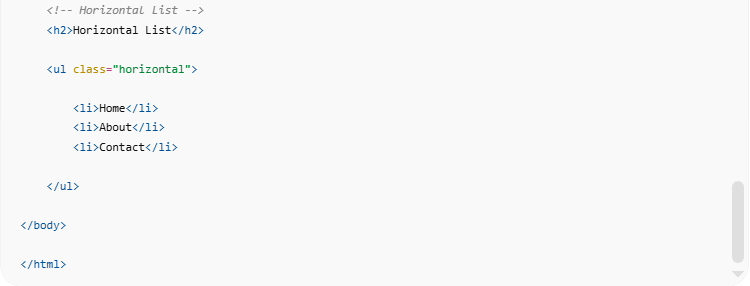 <!-- Horizontal List -->
<h2>Horizontal List</h2>
<ul class="horizontal">
<li>Home</li>
<li>About</li>
<li>Contact</li>
</ul>
</body>
</html>